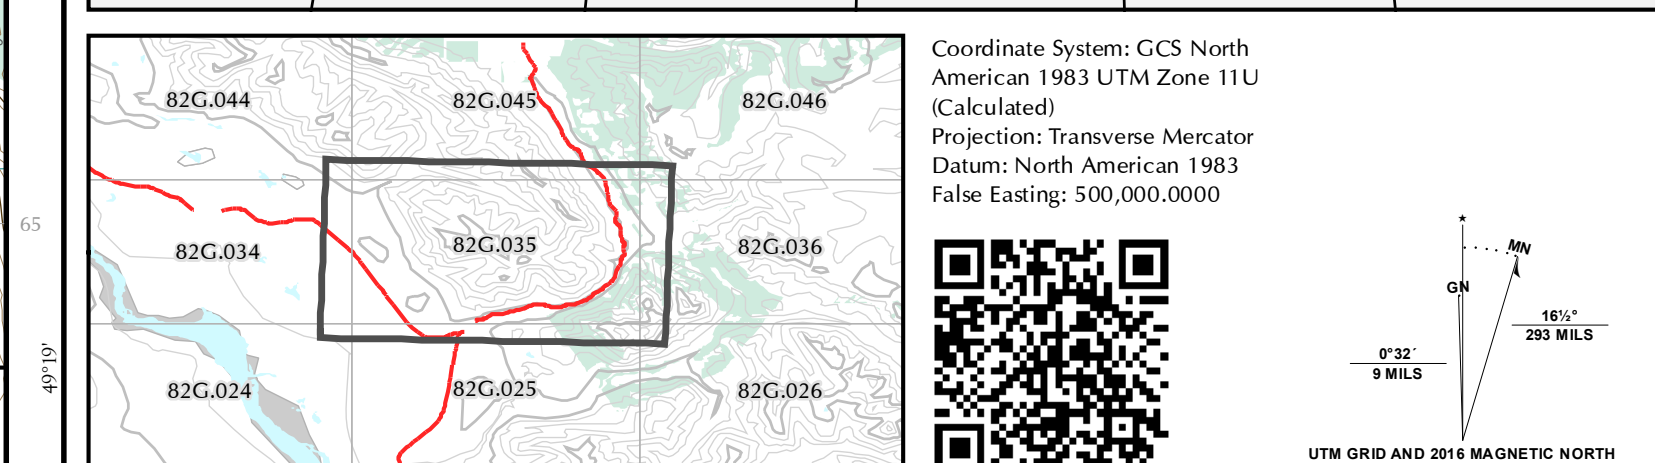 82G.044
82G.045
82G.046
65
82G.034
82G.035
82G.036
49°19'
82G.024
82G.025
82G.026
Coordinate System: GCS North
American 1983 UTM Zone 11U
(Calculated)
Projection: Transverse Mercator
Datum: North American 1983
False Easting: 500,000.0000
★
MN
GN
16½°
293 MILS
0°32´
9 MILS
UTM GRID AND 2016 MAGNETIC NORTH